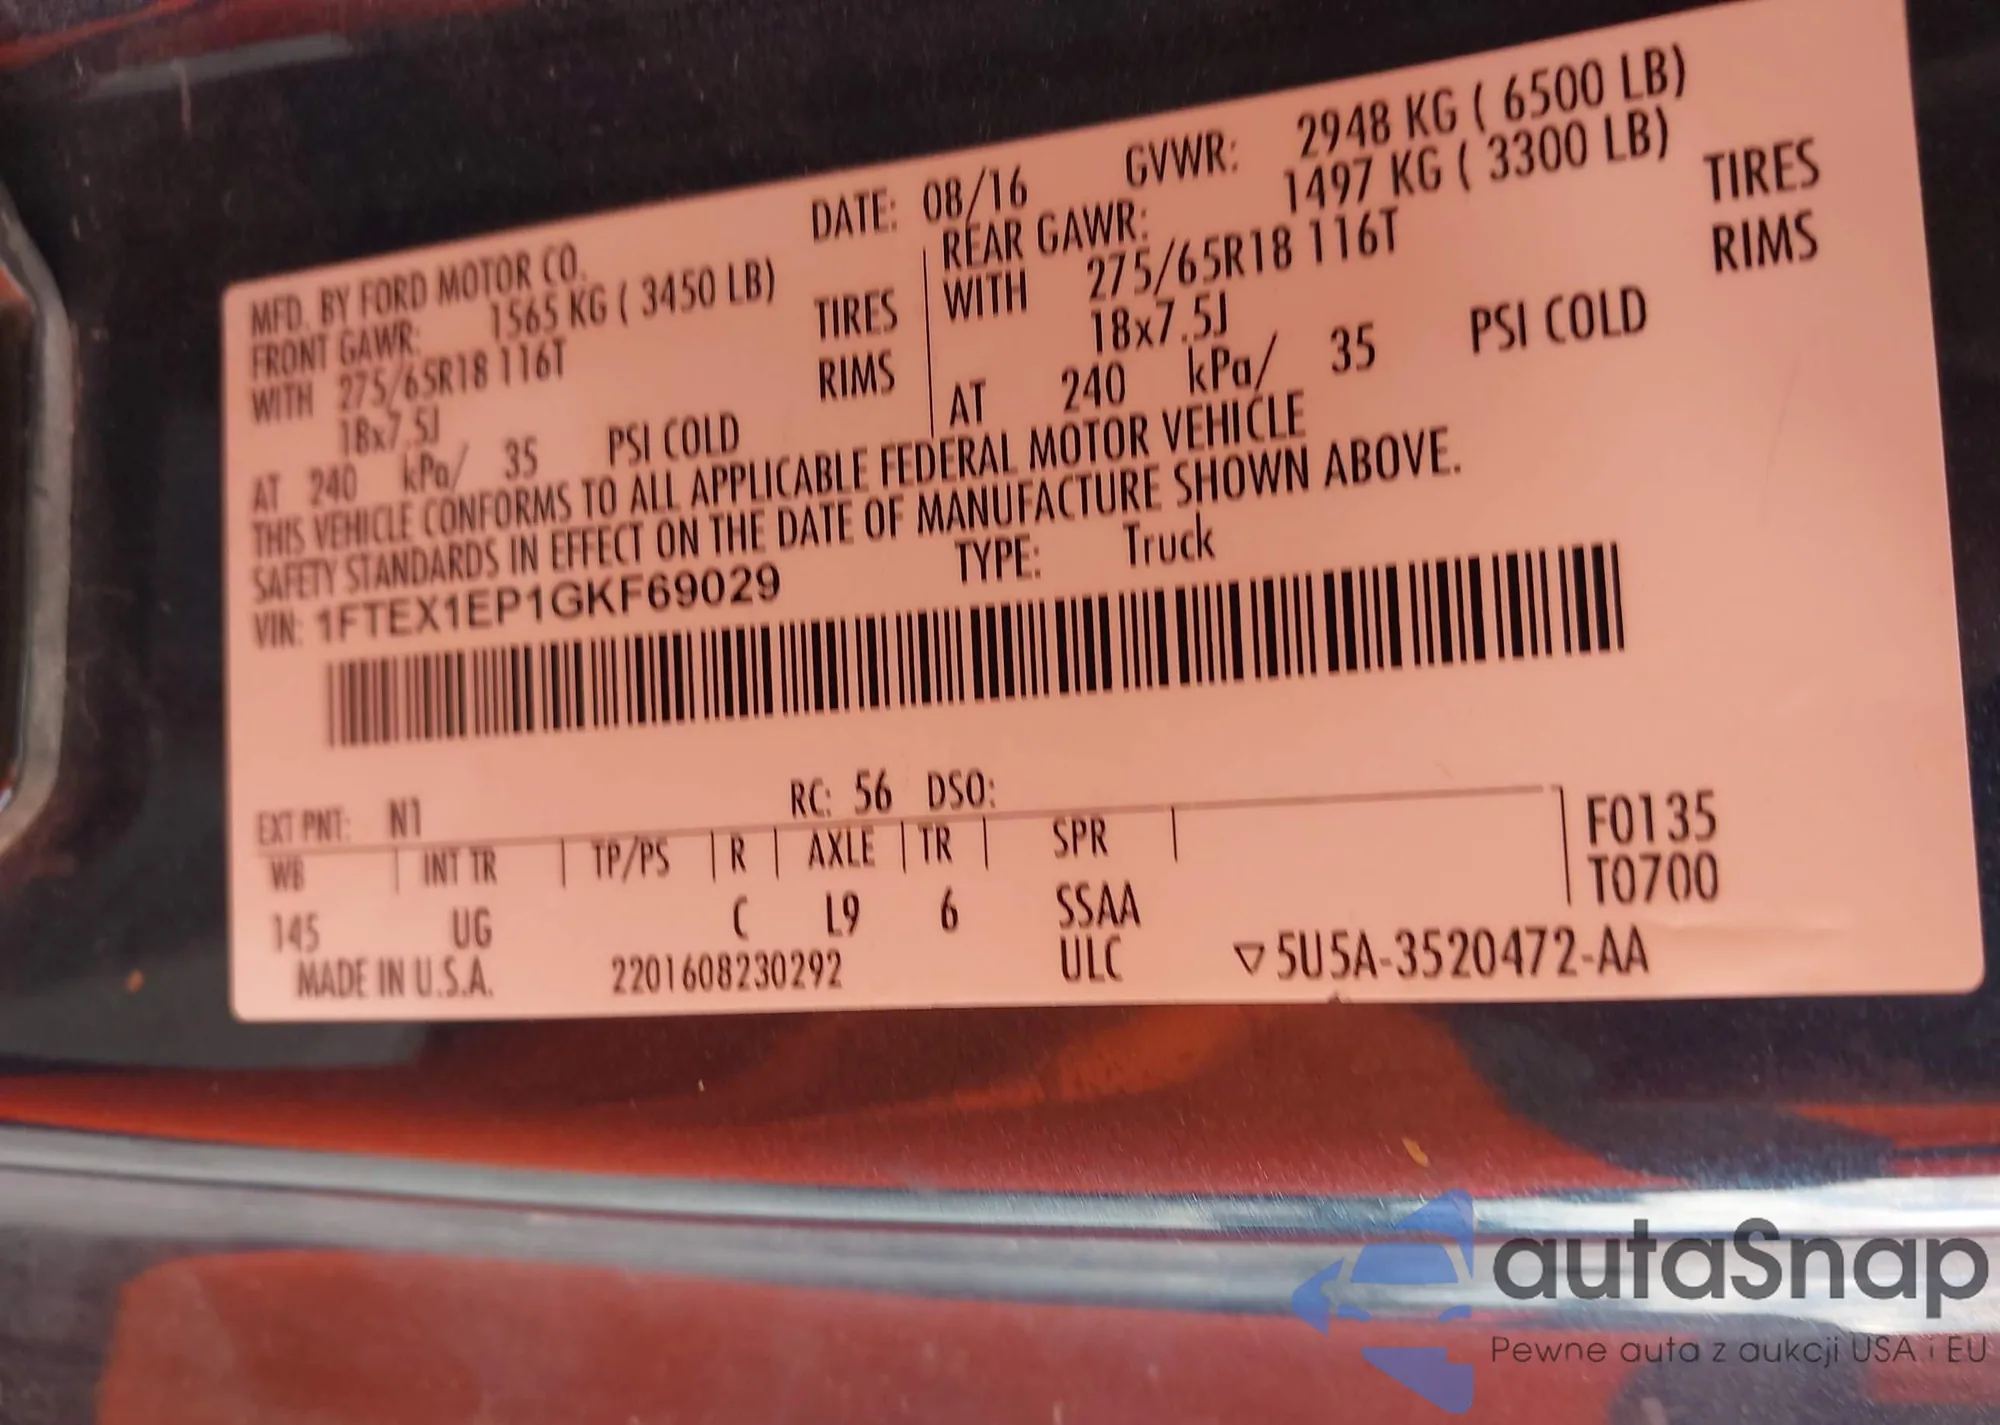 MFD. BY FORD MOTOR CO.
DATE: 08/16
GVWR: 2948 KG ( 6500 LB)
FRONT GAWR: 1565 KG ( 3450 LB)
REAR GAWR: 1497 KG ( 3300 LB)
WITH 275/65R18 116T TIRES
WITH 275/65R18 116T TIRES
18x7.5J RIMS
18x7.5J RIMS
AT 240 kPa/ 35 PSI COLD
AT 240 kPa/ 35 PSI COLD
THIS VEHICLE CONFORMS TO ALL APPLICABLE FEDERAL MOTOR VEHICLE
SAFETY STANDARDS IN EFFECT ON THE DATE OF MANUFACTURE SHOWN ABOVE.
VIN: 1FTEX1EP1GKF69029
TYPE: Truck
EXT PNT: N1 RC: 56 DSO:
WB INT TR TP/PS R AXLE TR SPR
F0135
T0700
145 UG C L9 6 SSAA
MADE IN U.S.A. 2201608230292 ULC ▽5U5A-3520472-AA
autaSnap
Pewne auta z aukcji USA i EU